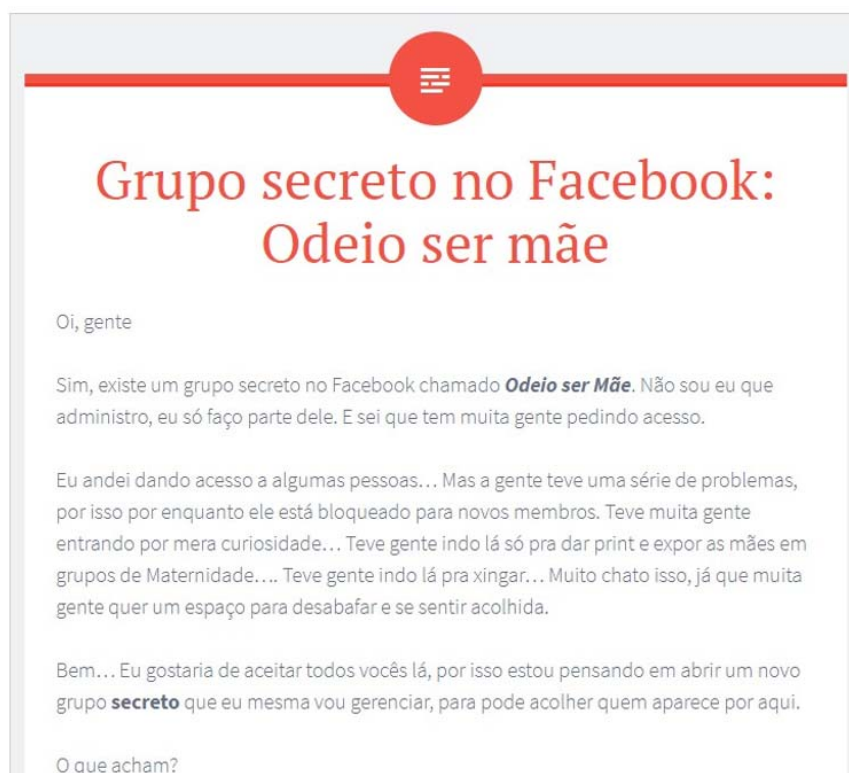 Grupo secreto no Facebook:
Odeio ser mãe
Oi, gente
Sim, existe um grupo secreto no Facebook chamado Odeio ser Mãe. Não sou eu que
administro, eu só faço parte dele. E sei que tem muita gente pedindo acesso.
Eu andei dando acesso a algumas pessoas… Mas a gente teve uma série de problemas,
por isso por enquanto ele está bloqueado para novos membros. Teve muita gente
entrando por mera curiosidade… Teve gente indo lá só pra dar print e expor as mães em
grupos de Maternidade…. Teve gente indo lá pra xingar… Muito chato isso, já que muita
gente quer um espaço para desabafar e se sentir acolhida.
Bem… Eu gostaria de aceitar todos vocês lá, por isso estou pensando em abrir um novo
grupo secreto que eu mesma vou gerenciar, para pode acolher quem aparece por aqui.
O que acham?